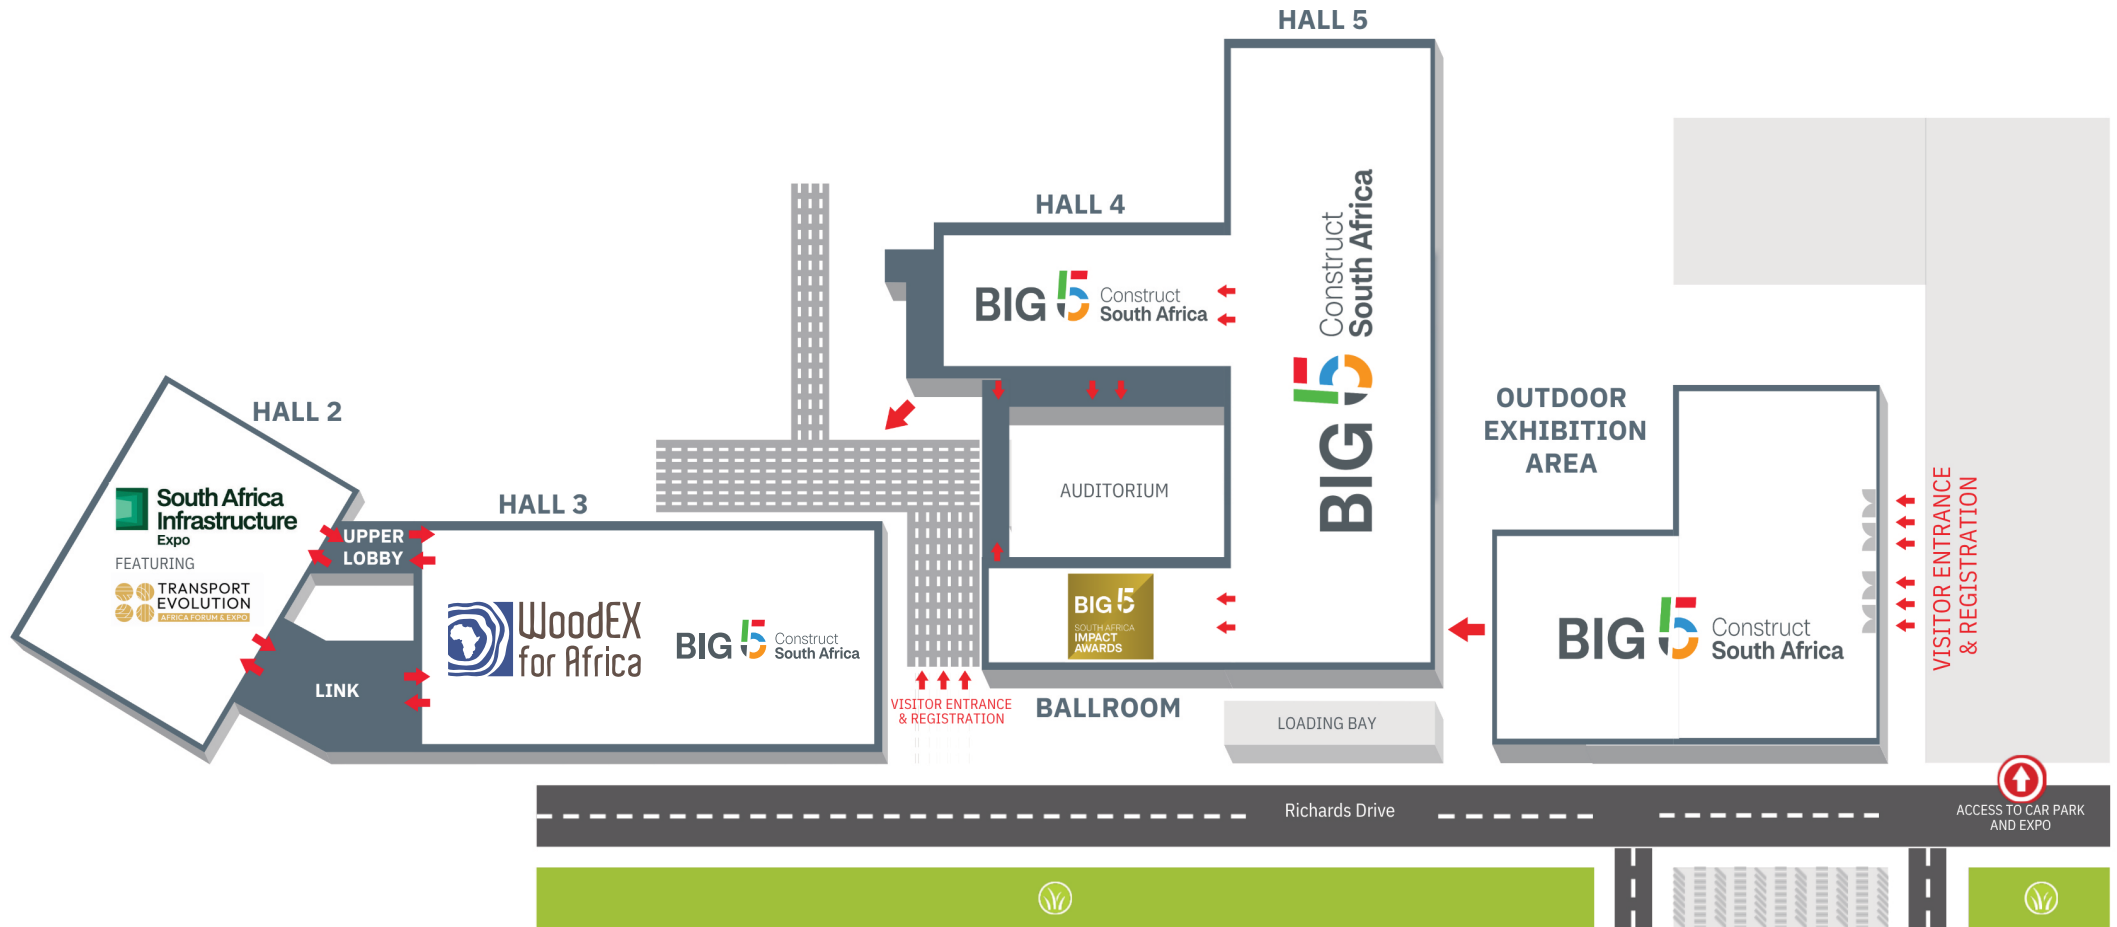 HALL 5
HALL 4
BIG 5 Construct
South Africa
BIG 5 Construct
South Africa
HALL 2
South Africa
Infrastructure
Expo
FEATURING
TRANSPORT
EVOLUTION
AFRICA FORUM & EXPO
UPPER
LOBBY
LINK
HALL 3
WoodEX
for Africa
BIG 5 Construct
South Africa
VISITOR ENTRANCE
& REGISTRATION
AUDITORIUM
BIG 5
SOUTH AFRICA
IMPACT
AWARDS
BALLROOM
LOADING BAY
OUTDOOR
EXHIBITION
AREA
BIG 5 Construct
South Africa
VISITOR ENTRANCE
& REGISTRATION
Richards Drive
ACCESS TO CAR PARK
AND EXPO